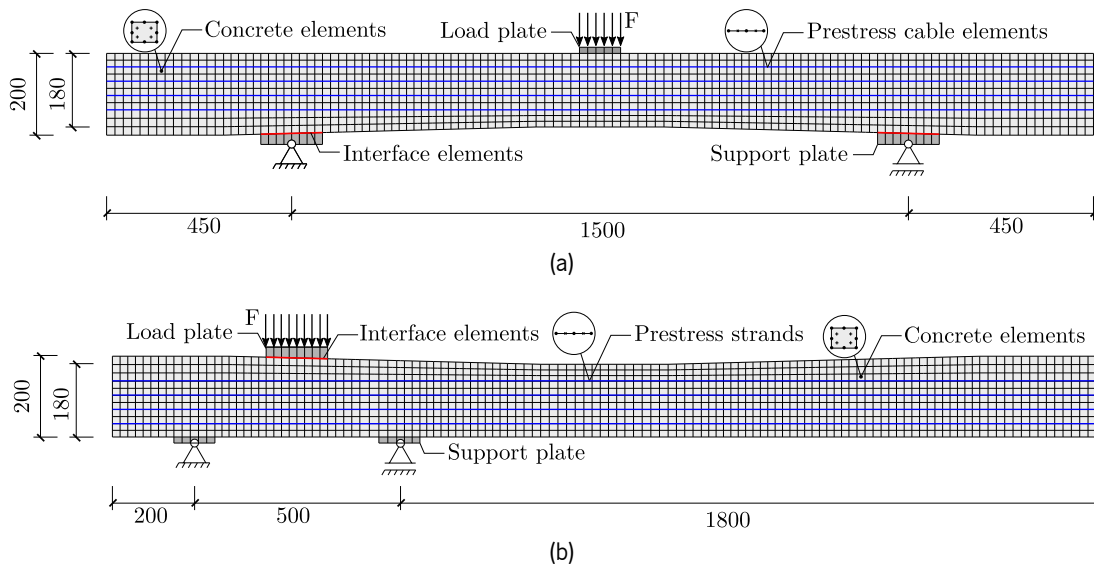 Concrete elements
Load plate
F
Prestress cable elements
200
180
Interface elements
Support plate
450
1500
450
(a)
Load plate
F
Interface elements
Prestress strands
Concrete elements
200
180
Support plate
200
500
1800
(b)